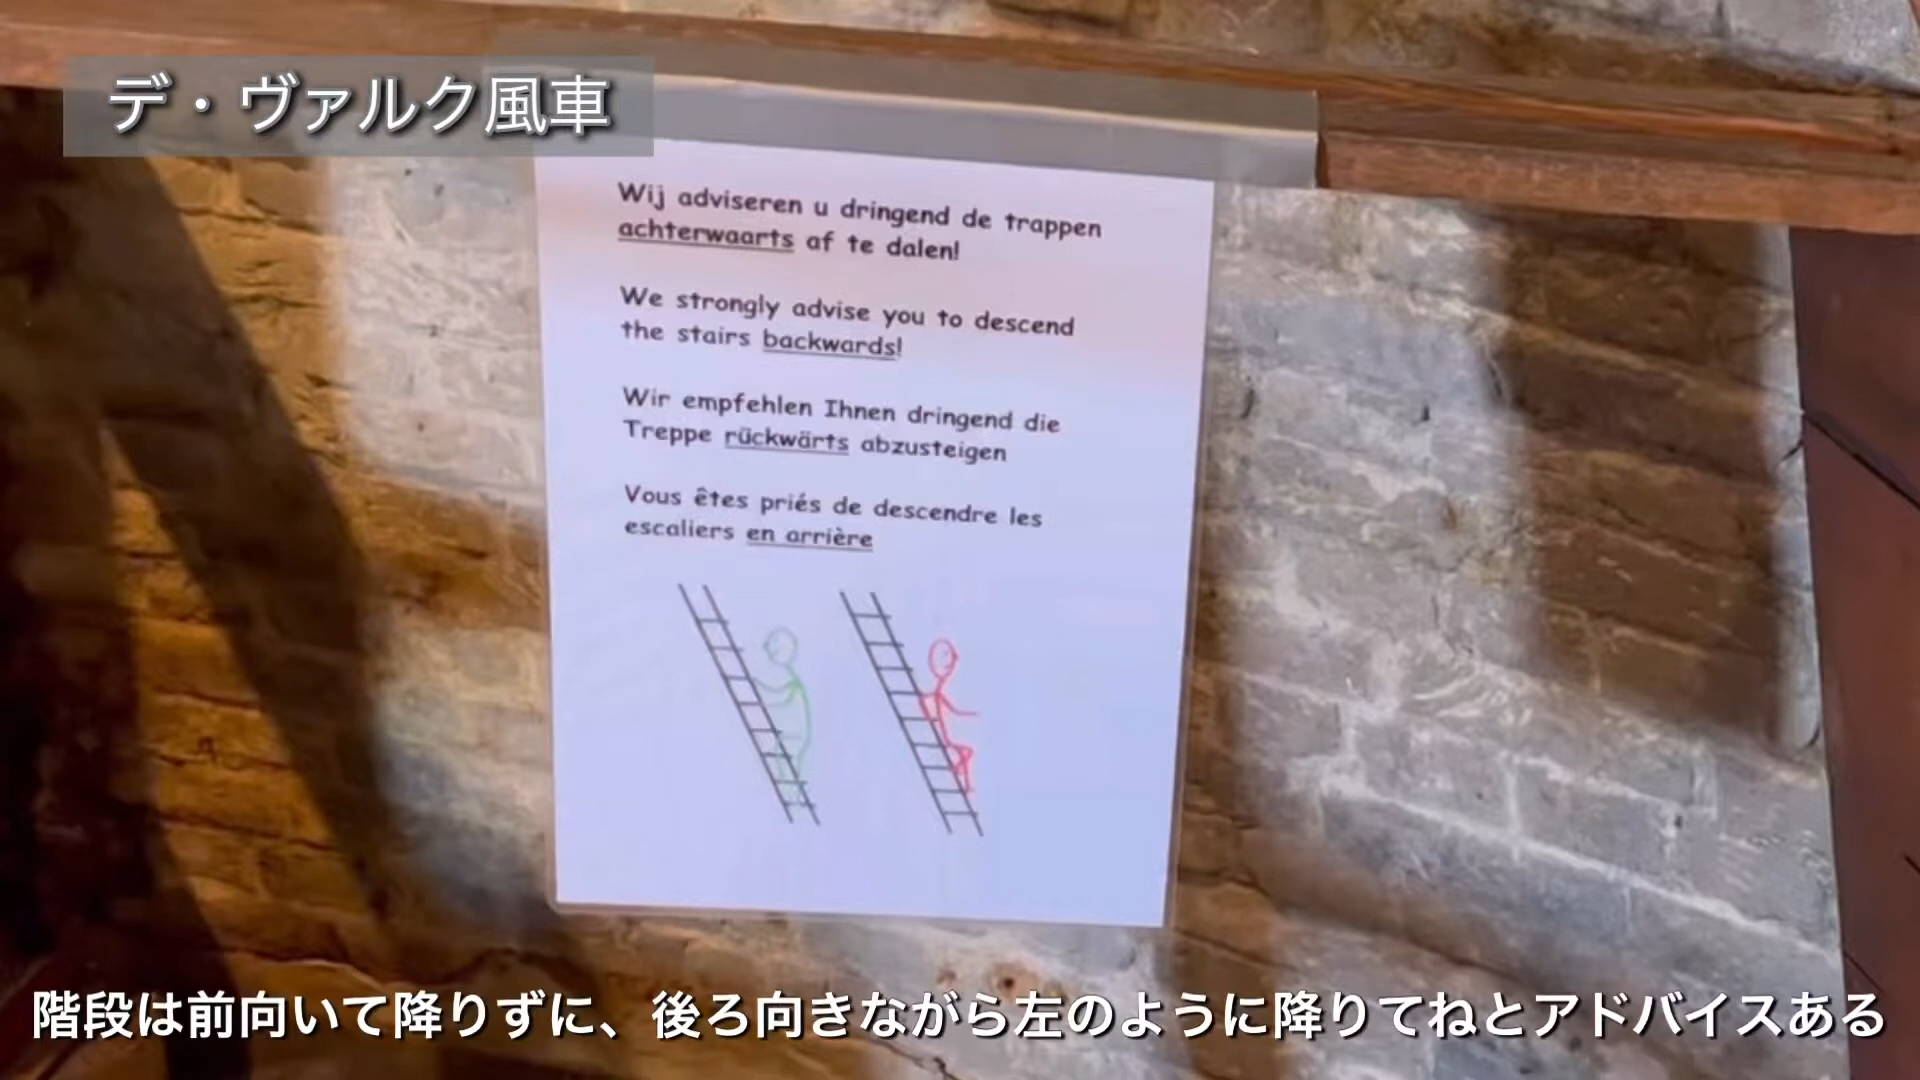 デ・ヴァルク風車
Wij adviseren u dringend de trappen
achterwaarts af te dalen!
We strongly advise you to descend
the stairs backwards!
Wir empfehlen Ihnen dringend die
Treppe rückwärts abzusteigen
Vous êtes priés de descendre les
escaliers en arrière
階段は前向いて降りずに、後ろ向きながら左のように降りてねとアドバイスある